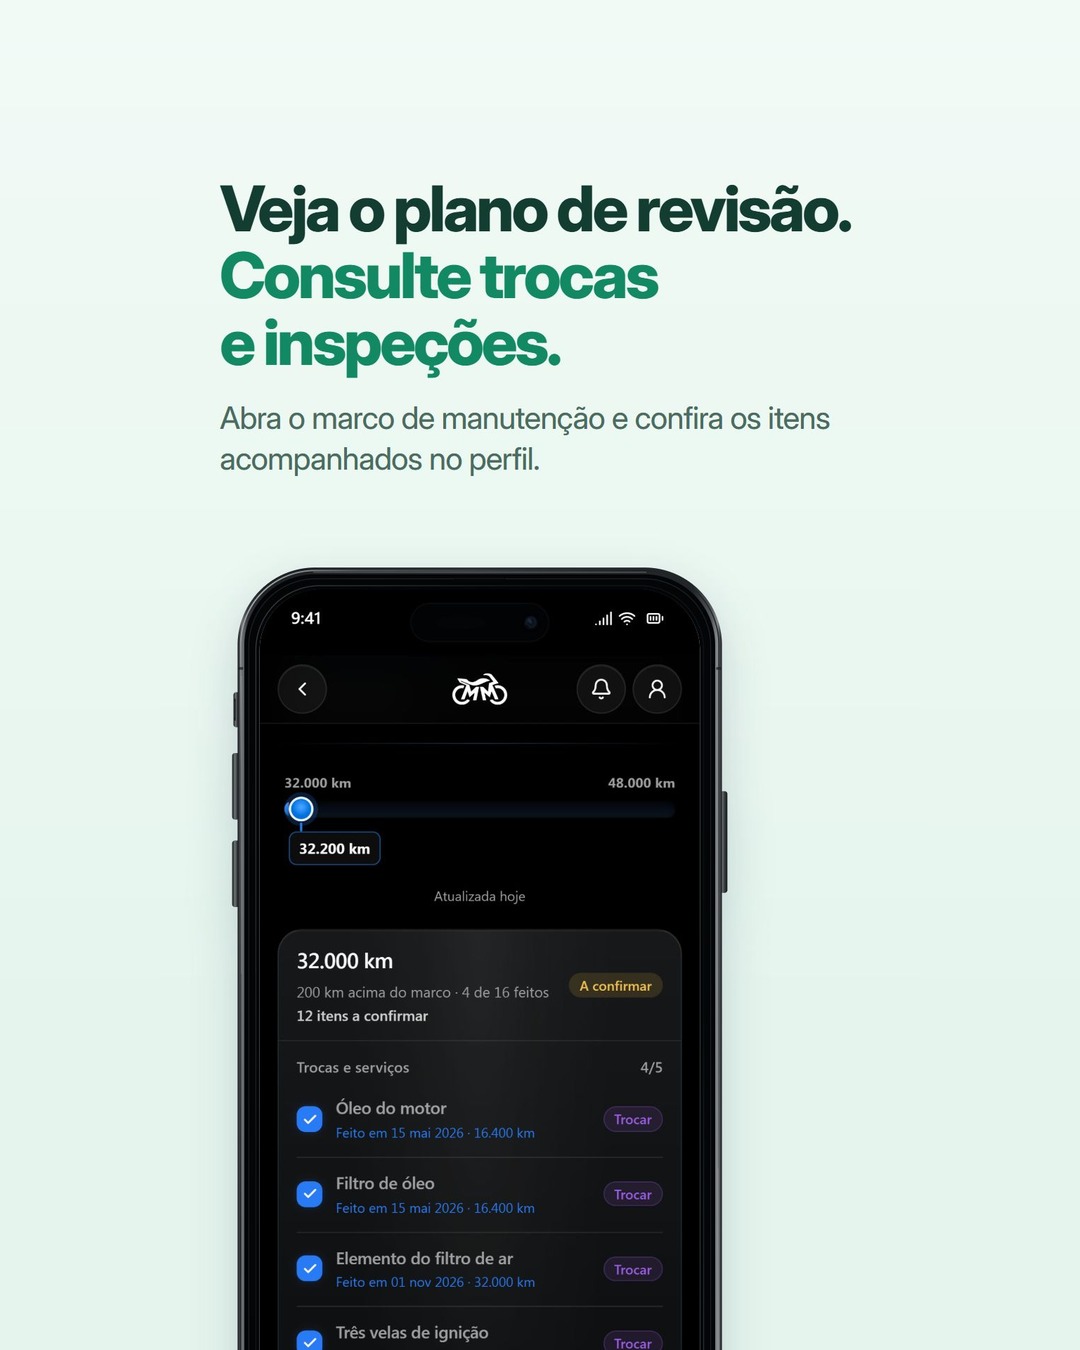 Veja o plano de revisão.
Consulte trocas
e inspeções.
Abra o marco de manutenção e confira os itens
acompanhados no perfil.
9:41
MM
32.000 km
48.000 km
32.200 km
Atualizada hoje
32.000 km
200 km acima do marco · 4 de 16 feitos
A confirmar
12 itens a confirmar
Trocas e serviços
4/5
Óleo do motor
Feito em 15 mai 2026 · 16.400 km
Trocar
Filtro de óleo
Feito em 15 mai 2026 · 16.400 km
Trocar
Elemento do filtro de ar
Feito em 01 nov 2026 · 32.000 km
Trocar
Três velas de ignição
Trocar